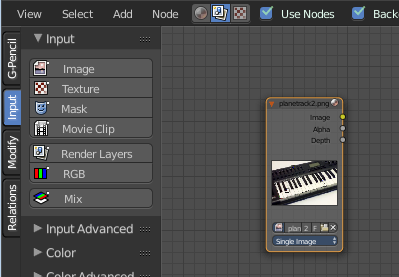 View Select Add Node Use Nodes Back
G-Pencil
Input
Modify
Relations
Input
Image
Texture
Mask
Movie Clip
Render Layers
RGB
Mix
Input Advanced
Color
Color Advanced
planetrack2.png
Image
Alpha
Depth
plan 2 F
Single Image